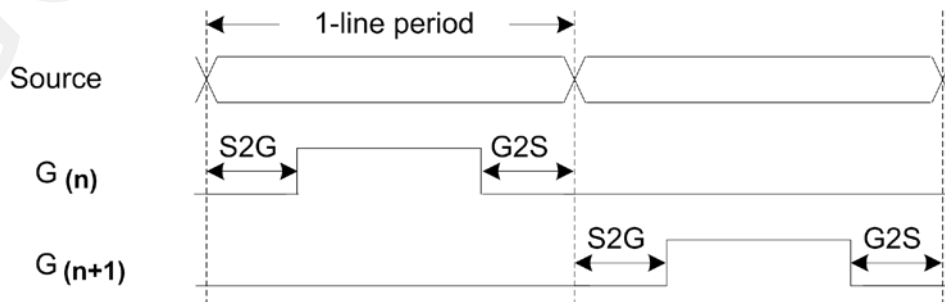 1-line period
Source
S2G
G2S
G (n)
S2G
G2S
G (n+1)